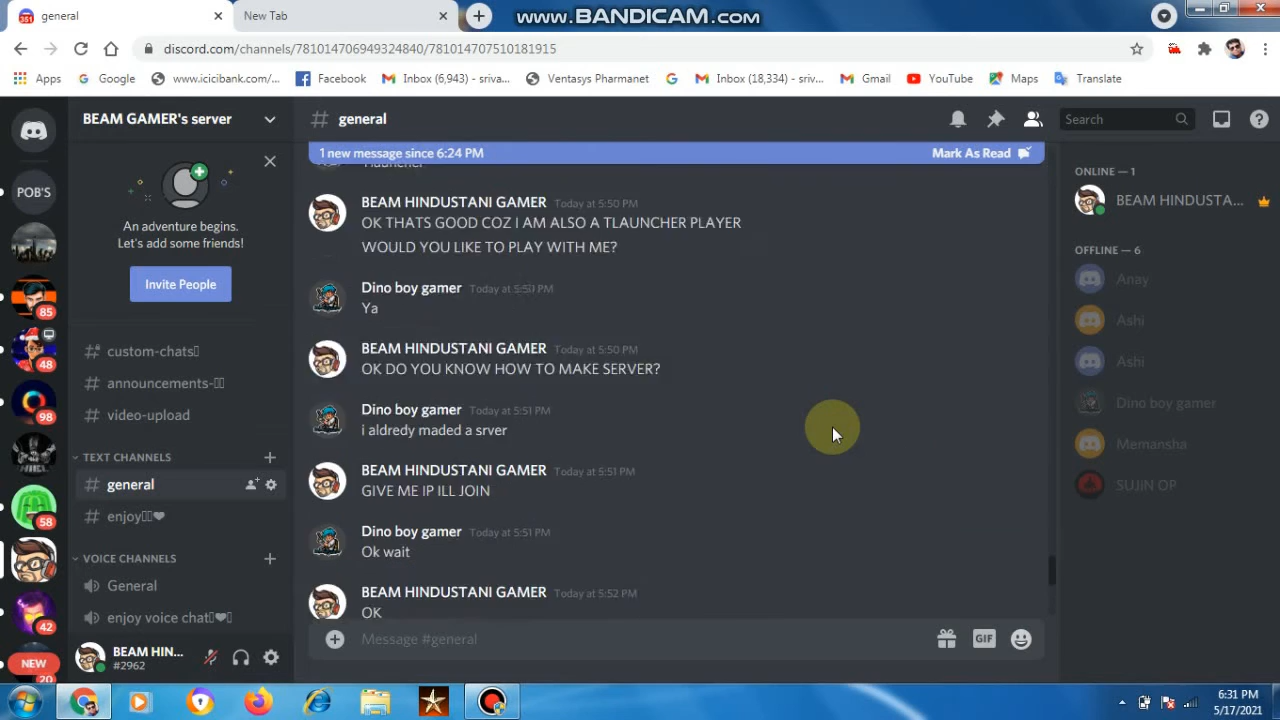 general
New Tab
www.BANDICAM.com
discord.com/channels/781014706949324840/781014707510181915
Apps
Google
www.icicibank.com/...
Facebook
Inbox (6,943) - sriva...
Ventasys Pharmanet
Inbox (18,334) - sriv...
Gmail
YouTube
Maps
Translate
351
BEAM GAMER's server
general
Search
1 new message since 6:24 PM
Mark As Read
POB'S
85
48
98
58
42
NEW
20
An adventure begins.
Let's add some friends!
Invite People
custom-chats
announcements-
video-upload
TEXT CHANNELS
general
enjoy
VOICE CHANNELS
General
enjoy voice chat
BEAM HIN...
#2962
BEAM HINDUSTANI GAMER Today at 5:50 PM
OK THATS GOOD COZ I AM ALSO A TLAUNCHER PLAYER
WOULD YOU LIKE TO PLAY WITH ME?
Dino boy gamer Today at 5:50 PM
Ya
BEAM HINDUSTANI GAMER Today at 5:50 PM
OK DO YOU KNOW HOW TO MAKE SERVER?
Dino boy gamer Today at 5:51 PM
i aldredy maded a srver
BEAM HINDUSTANI GAMER Today at 5:51 PM
GIVE ME IP ILL JOIN
Dino boy gamer Today at 5:51 PM
Ok wait
BEAM HINDUSTANI GAMER Today at 5:52 PM
OK
Message #general
GIF
ONLINE — 1
BEAM HINDUSTA...
OFFLINE — 6
Anay
Ashi
Ashi
Dino boy gamer
Memansha
SUJIN OP
6:31 PM
5/17/2021